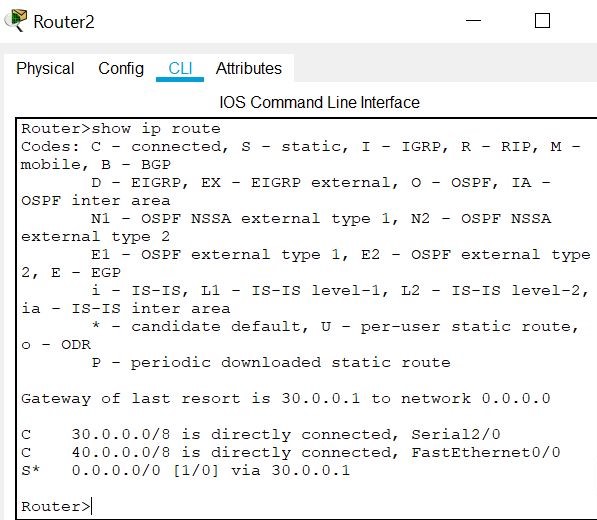 Router2
Physical Config CLI Attributes
IOS Command Line Interface
Router>show ip route
Codes: C - connected, S - static, I - IGRP, R - RIP, M -
mobile, B - BGP
D - EIGRP, EX - EIGRP external, O - OSPF, IA -
OSPF inter area
N1 - OSPF NSSA external type 1, N2 - OSPF NSSA
external type 2
E1 - OSPF external type 1, E2 - OSPF external type
2, E - EGP
i - IS-IS, L1 - IS-IS level-1, L2 - IS-IS level-2,
ia - IS-IS inter area
* - candidate default, U - per-user static route,
o - ODR
P - periodic downloaded static route
Gateway of last resort is 30.0.0.1 to network 0.0.0.0
C 30.0.0.0/8 is directly connected, Serial2/0
C 40.0.0.0/8 is directly connected, FastEthernet0/0
S* 0.0.0.0/0 [1/0] via 30.0.0.1
Router>